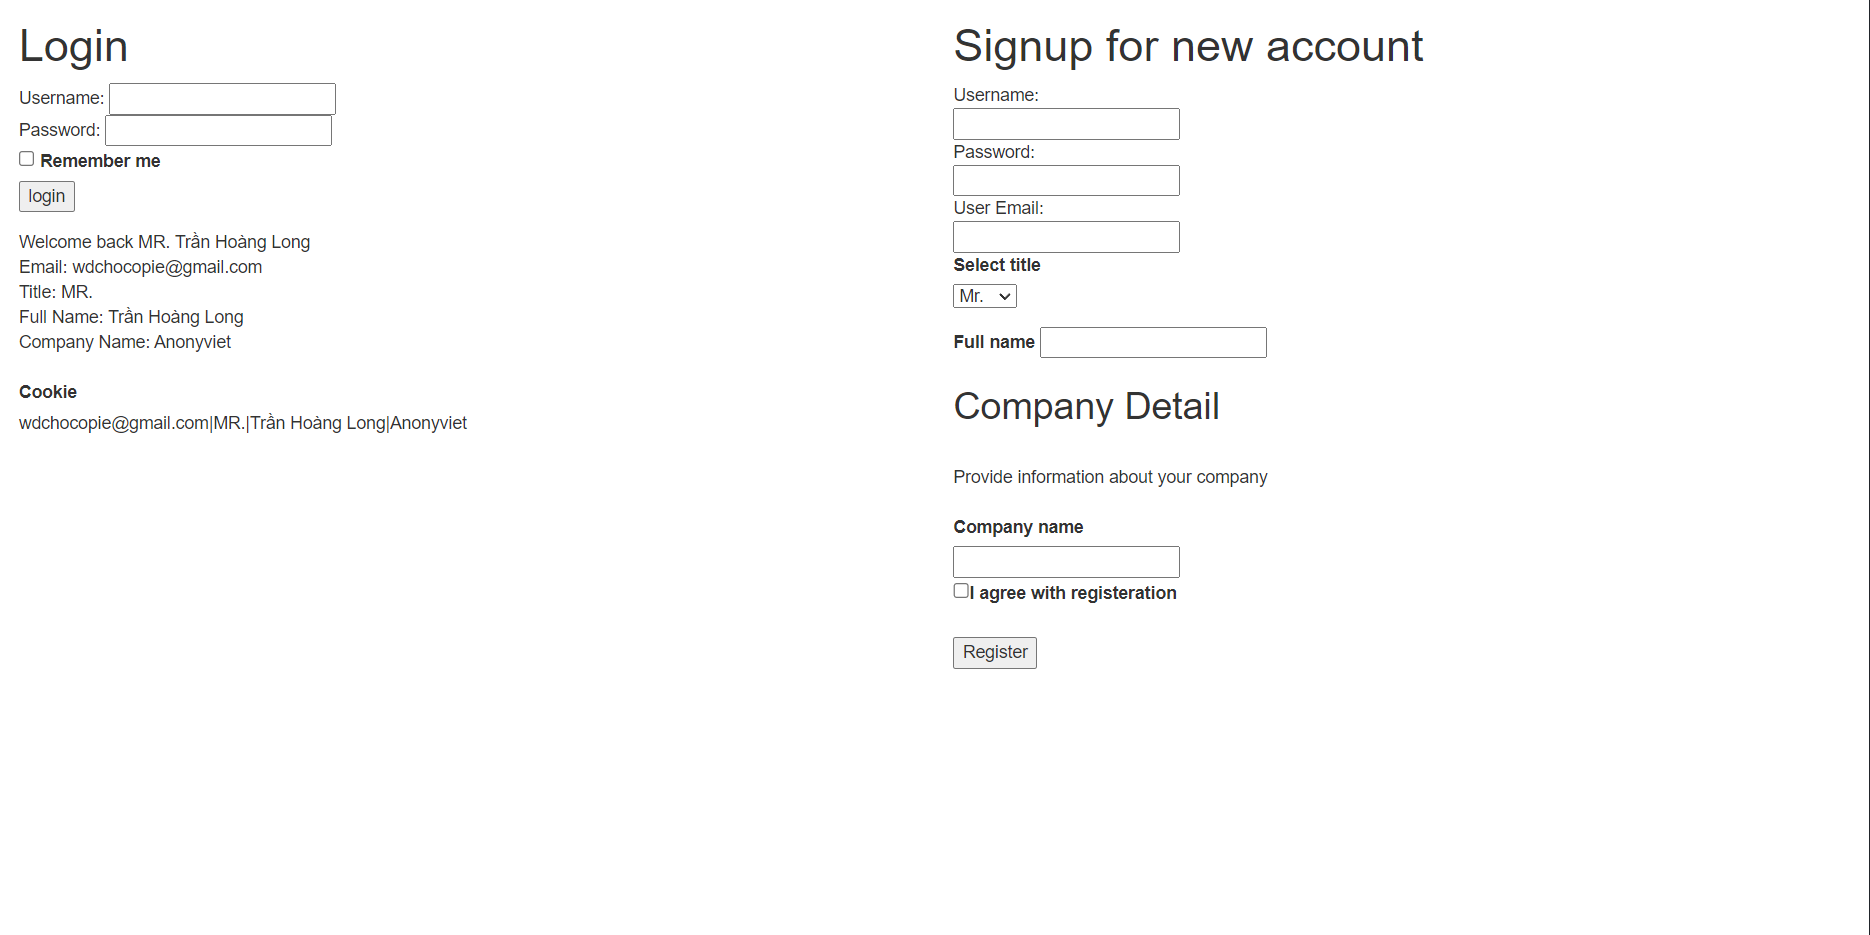 Login
Username:
Password:
Remember me
login
Welcome back MR. Trần Hoàng Long
Email: wdchocopie@gmail.com
Title: MR.
Full Name: Trần Hoàng Long
Company Name: Anonyviet
Cookie
wdchocopie@gmail.com|MR.|Trần Hoàng Long|Anonyviet
Signup for new account
Username:
Password:
User Email:
Select title
Mr.
Full name
Company Detail
Provide information about your company
Company name
I agree with registeration
Register